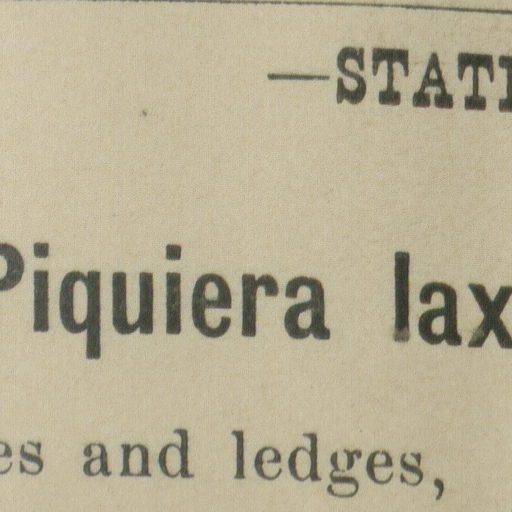 —STAT
Piquiera lax
es and ledges,